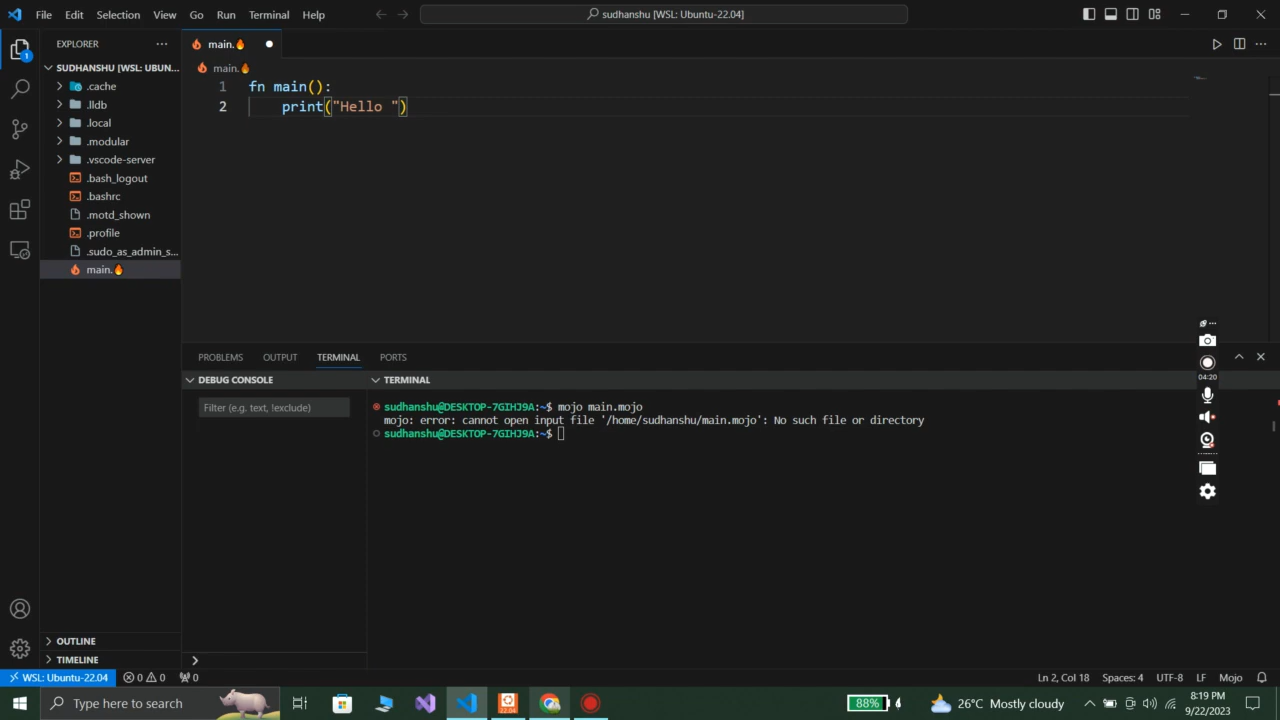 File Edit Selection View Go Run Terminal Help
sudhanshu [WSL: Ubuntu-22.04]
EXPLORER
1
SUDHANSHU [WSL: UBUN...
.cache
.lldb
.local
.modular
.vscode-server
.bash_logout
.bashrc
.motd_shown
.profile
.sudo_as_admin_s...
main.🔥
OUTLINE
TIMELINE
main.🔥
main.🔥
1 fn main():
2 print("Hello ")
PROBLEMS OUTPUT TERMINAL PORTS
DEBUG CONSOLE
Filter (e.g. text, !exclude)
TERMINAL
sudhanshu@DESKTOP-7GIHJ9A:~$ mojo main.mojo
mojo: error: cannot open input file '/home/sudhanshu/main.mojo': No such file or directory
sudhanshu@DESKTOP-7GIHJ9A:~$
04:20
WSL: Ubuntu-22.04 0 0 0 Ln 2, Col 18 Spaces: 4 UTF-8 LF Mojo
Type here to search
22.04
88%
26°C Mostly cloudy
8:19 PM
9/22/2023